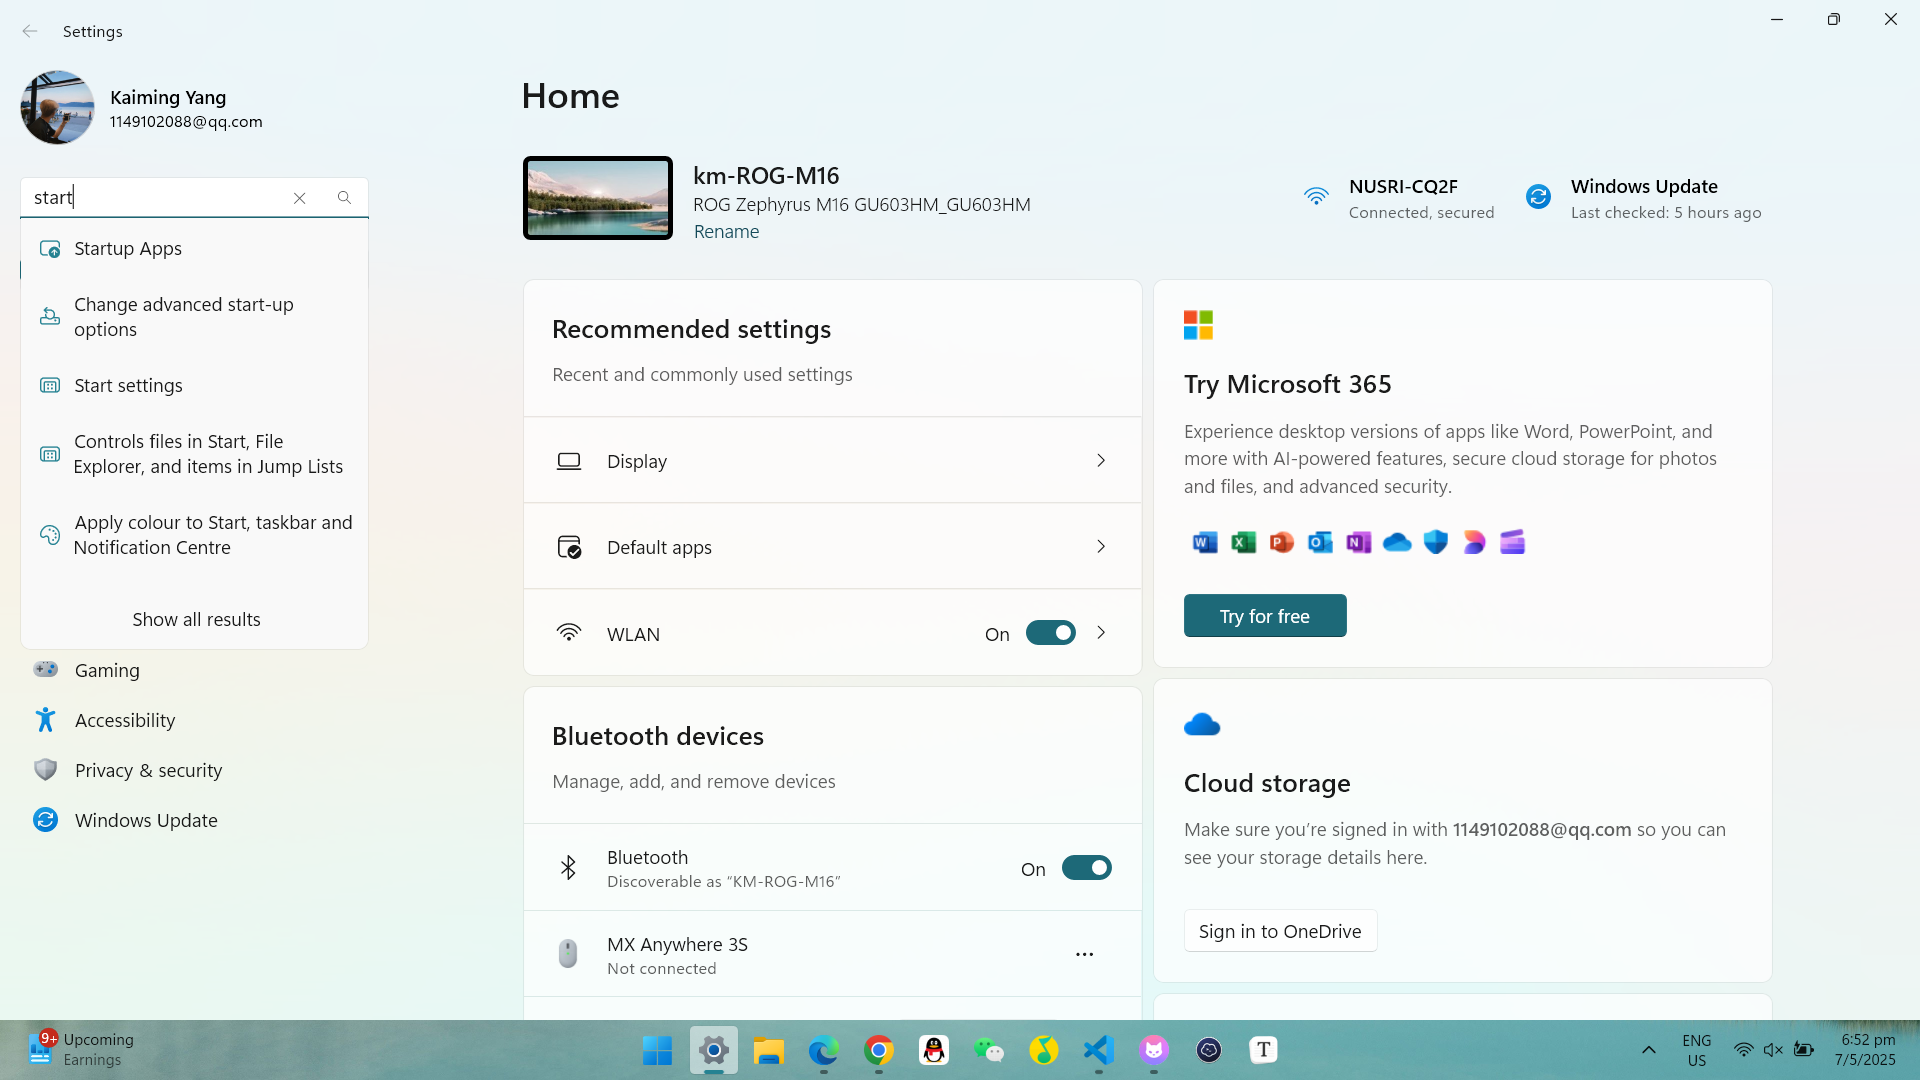 Settings
Kaiming Yang
1149102088@qq.com
start
Startup Apps
Change advanced start-up
options
Start settings
Controls files in Start, File
Explorer, and items in Jump Lists
Apply colour to Start, taskbar and
Notification Centre
Show all results
Gaming
Accessibility
Privacy & security
Windows Update
Home
km-ROG-M16
ROG Zephyrus M16 GU603HM_GU603HM
Rename
NUSRI-CQ2F
Connected, secured
Windows Update
Last checked: 5 hours ago
Recommended settings
Recent and commonly used settings
Display
Default apps
WLAN
On
Bluetooth devices
Manage, add, and remove devices
Bluetooth
Discoverable as “KM-ROG-M16”
On
MX Anywhere 3S
Not connected
Try Microsoft 365
Experience desktop versions of apps like Word, PowerPoint, and
more with AI-powered features, secure cloud storage for photos
and files, and advanced security.
Try for free
Cloud storage
Make sure you’re signed in with 1149102088@qq.com so you can
see your storage details here.
Sign in to OneDrive
9+
Upcoming
Earnings
T
ENG
US
6:52 pm
7/5/2025